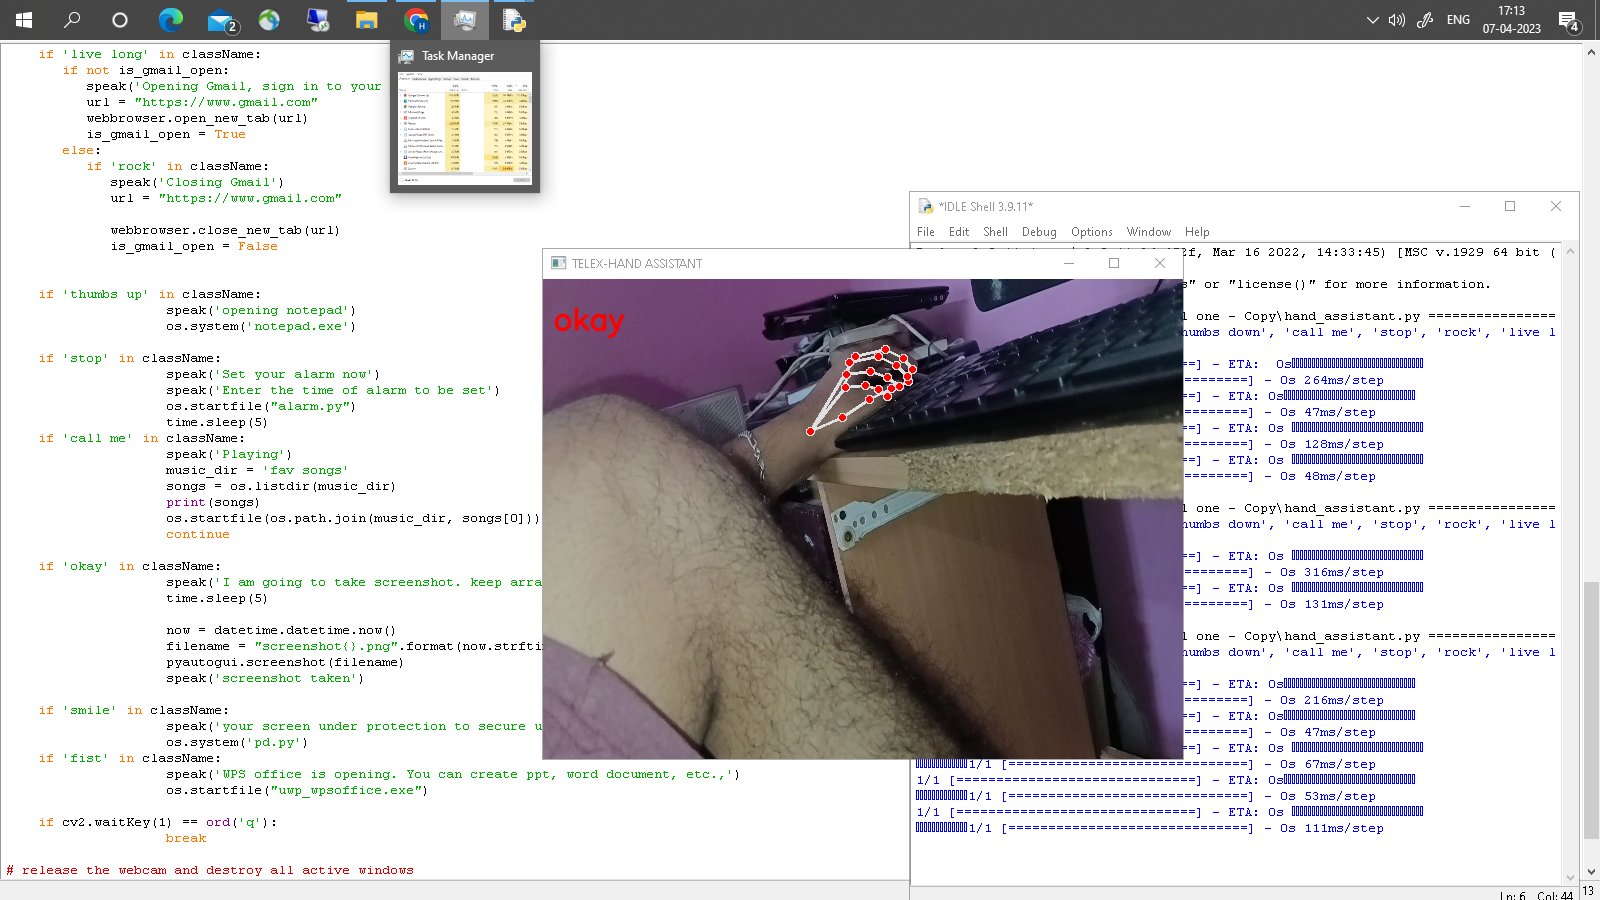 2
H
ENG
17:13
07-04-2023
4
Task Manager
if 'live long' in className:
if not is_gmail_open:
speak('Opening Gmail, sign in to your
url = "https://www.gmail.com"
webbrowser.open_new_tab(url)
is_gmail_open = True
else:
if 'rock' in className:
speak('Closing Gmail')
url = "https://www.gmail.com"
webbrowser.close_new_tab(url)
is_gmail_open = False
if 'thumbs up' in className:
speak('opening notepad')
os.system('notepad.exe')
if 'stop' in className:
speak('Set your alarm now')
speak('Enter the time of alarm to be set')
os.startfile("alarm.py")
time.sleep(5)
if 'call me' in className:
speak('Playing')
music_dir = 'fav songs'
songs = os.listdir(music_dir)
print(songs)
os.startfile(os.path.join(music_dir, songs[0]))
continue
if 'okay' in className:
speak('I am going to take screenshot. keep arra
time.sleep(5)
now = datetime.datetime.now()
filename = "screenshot{}.png".format(now.strfti
pyautogui.screenshot(filename)
speak('screenshot taken')
if 'smile' in className:
speak('your screen under protection to secure u
os.system('pd.py')
if 'fist' in className:
speak('WPS office is opening. You can create ppt, word document, etc.,')
os.startfile("uwp_wpsoffice.exe")
if cv2.waitKey(1) == ord('q'):
break
# release the webcam and destroy all active windows
TELEX-HAND ASSISTANT
okay
*IDLE Shell 3.9.11*
File Edit Shell Debug Options Window Help
2f, Mar 16 2022, 14:33:45) [MSC v.1929 64 bit (
s" or "license()" for more information.
l one - Copy\hand_assistant.py ================
humbs down', 'call me', 'stop', 'rock', 'live l
==] - ETA: 0s
========] - 0s 264ms/step
==] - ETA: 0s
========] - 0s 47ms/step
==] - ETA: 0s
========] - 0s 128ms/step
==] - ETA: 0s
========] - 0s 48ms/step
l one - Copy\hand_assistant.py ================
humbs down', 'call me', 'stop', 'rock', 'live l
==] - ETA: 0s
========] - 0s 316ms/step
==] - ETA: 0s
========] - 0s 131ms/step
l one - Copy\hand_assistant.py ================
humbs down', 'call me', 'stop', 'rock', 'live l
==] - ETA: 0s
========] - 0s 216ms/step
==] - ETA: 0s
========] - 0s 47ms/step
==] - ETA: 0s
1/1 [==============================] - 0s 67ms/step
1/1 [==============================] - ETA: 0s
1/1 [==============================] - 0s 53ms/step
1/1 [==============================] - ETA: 0s
1/1 [==============================] - 0s 111ms/step
Ln: 6 Col: 44
13